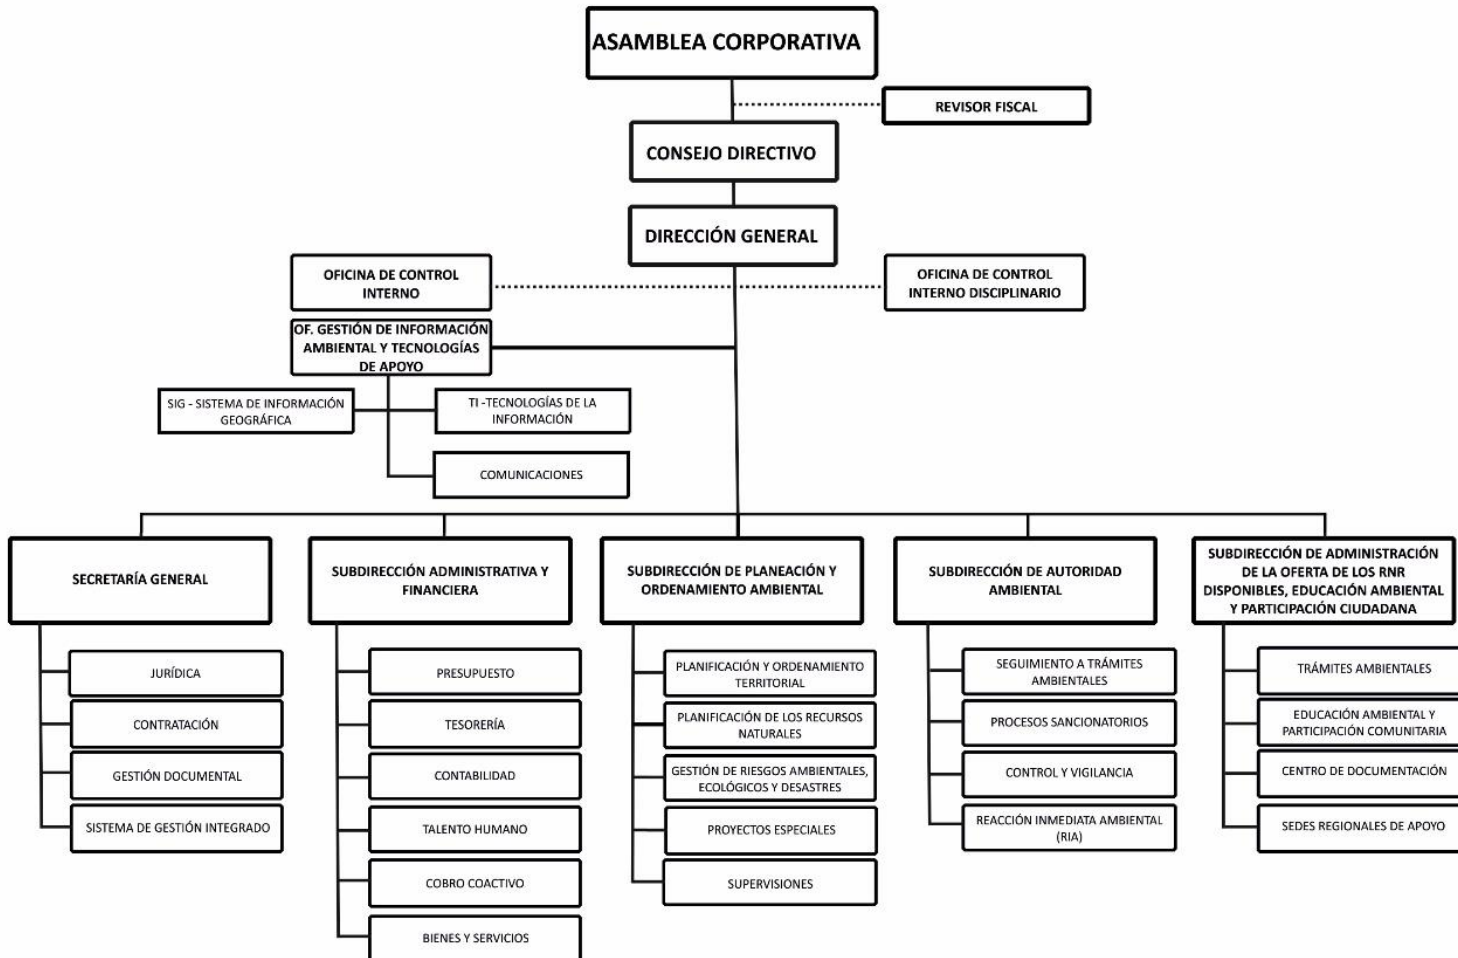 ASAMBLEA CORPORATIVA
REVISOR FISCAL
CONSEJO DIRECTIVO
DIRECCIÓN GENERAL
OFICINA DE CONTROL
INTERNO
OFICINA DE CONTROL
INTERNO DISCIPLINARIO
OF. GESTIÓN DE INFORMACIÓN
AMBIENTAL Y TECNOLOGÍAS
DE APOYO
SIG - SISTEMA DE INFORMACIÓN
GEOGRÁFICA
TI -TECNOLOGÍAS DE LA
INFORMACIÓN
COMUNICACIONES
SECRETARÍA GENERAL
JURÍDICA
CONTRATACIÓN
GESTIÓN DOCUMENTAL
SISTEMA DE GESTIÓN INTEGRADO
SUBDIRECCIÓN ADMINISTRATIVA Y
FINANCIERA
PRESUPUESTO
TESORERÍA
CONTABILIDAD
TALENTO HUMANO
COBRO COACTIVO
BIENES Y SERVICIOS
SUBDIRECCIÓN DE PLANEACIÓN Y
ORDENAMIENTO AMBIENTAL
PLANIFICACIÓN Y ORDENAMIENTO
TERRITORIAL
PLANIFICACIÓN DE LOS RECURSOS
NATURALES
GESTIÓN DE RIESGOS AMBIENTALES,
ECOLÓGICOS Y DESASTRES
PROYECTOS ESPECIALES
SUPERVISIONES
SUBDIRECCIÓN DE AUTORIDAD
AMBIENTAL
SEGUIMIENTO A TRÁMITES
AMBIENTALES
PROCESOS SANCIONATORIOS
CONTROL Y VIGILANCIA
REACCIÓN INMEDIATA AMBIENTAL
(RIA)
SUBDIRECCIÓN DE ADMINISTRACIÓN
DE LA OFERTA DE LOS RNR
DISPONIBLES, EDUCACIÓN AMBIENTAL
Y PARTICIPACIÓN CIUDADANA
TRÁMITES AMBIENTALES
EDUCACIÓN AMBIENTAL Y
PARTICIPACIÓN COMUNITARIA
CENTRO DE DOCUMENTACIÓN
SEDES REGIONALES DE APOYO